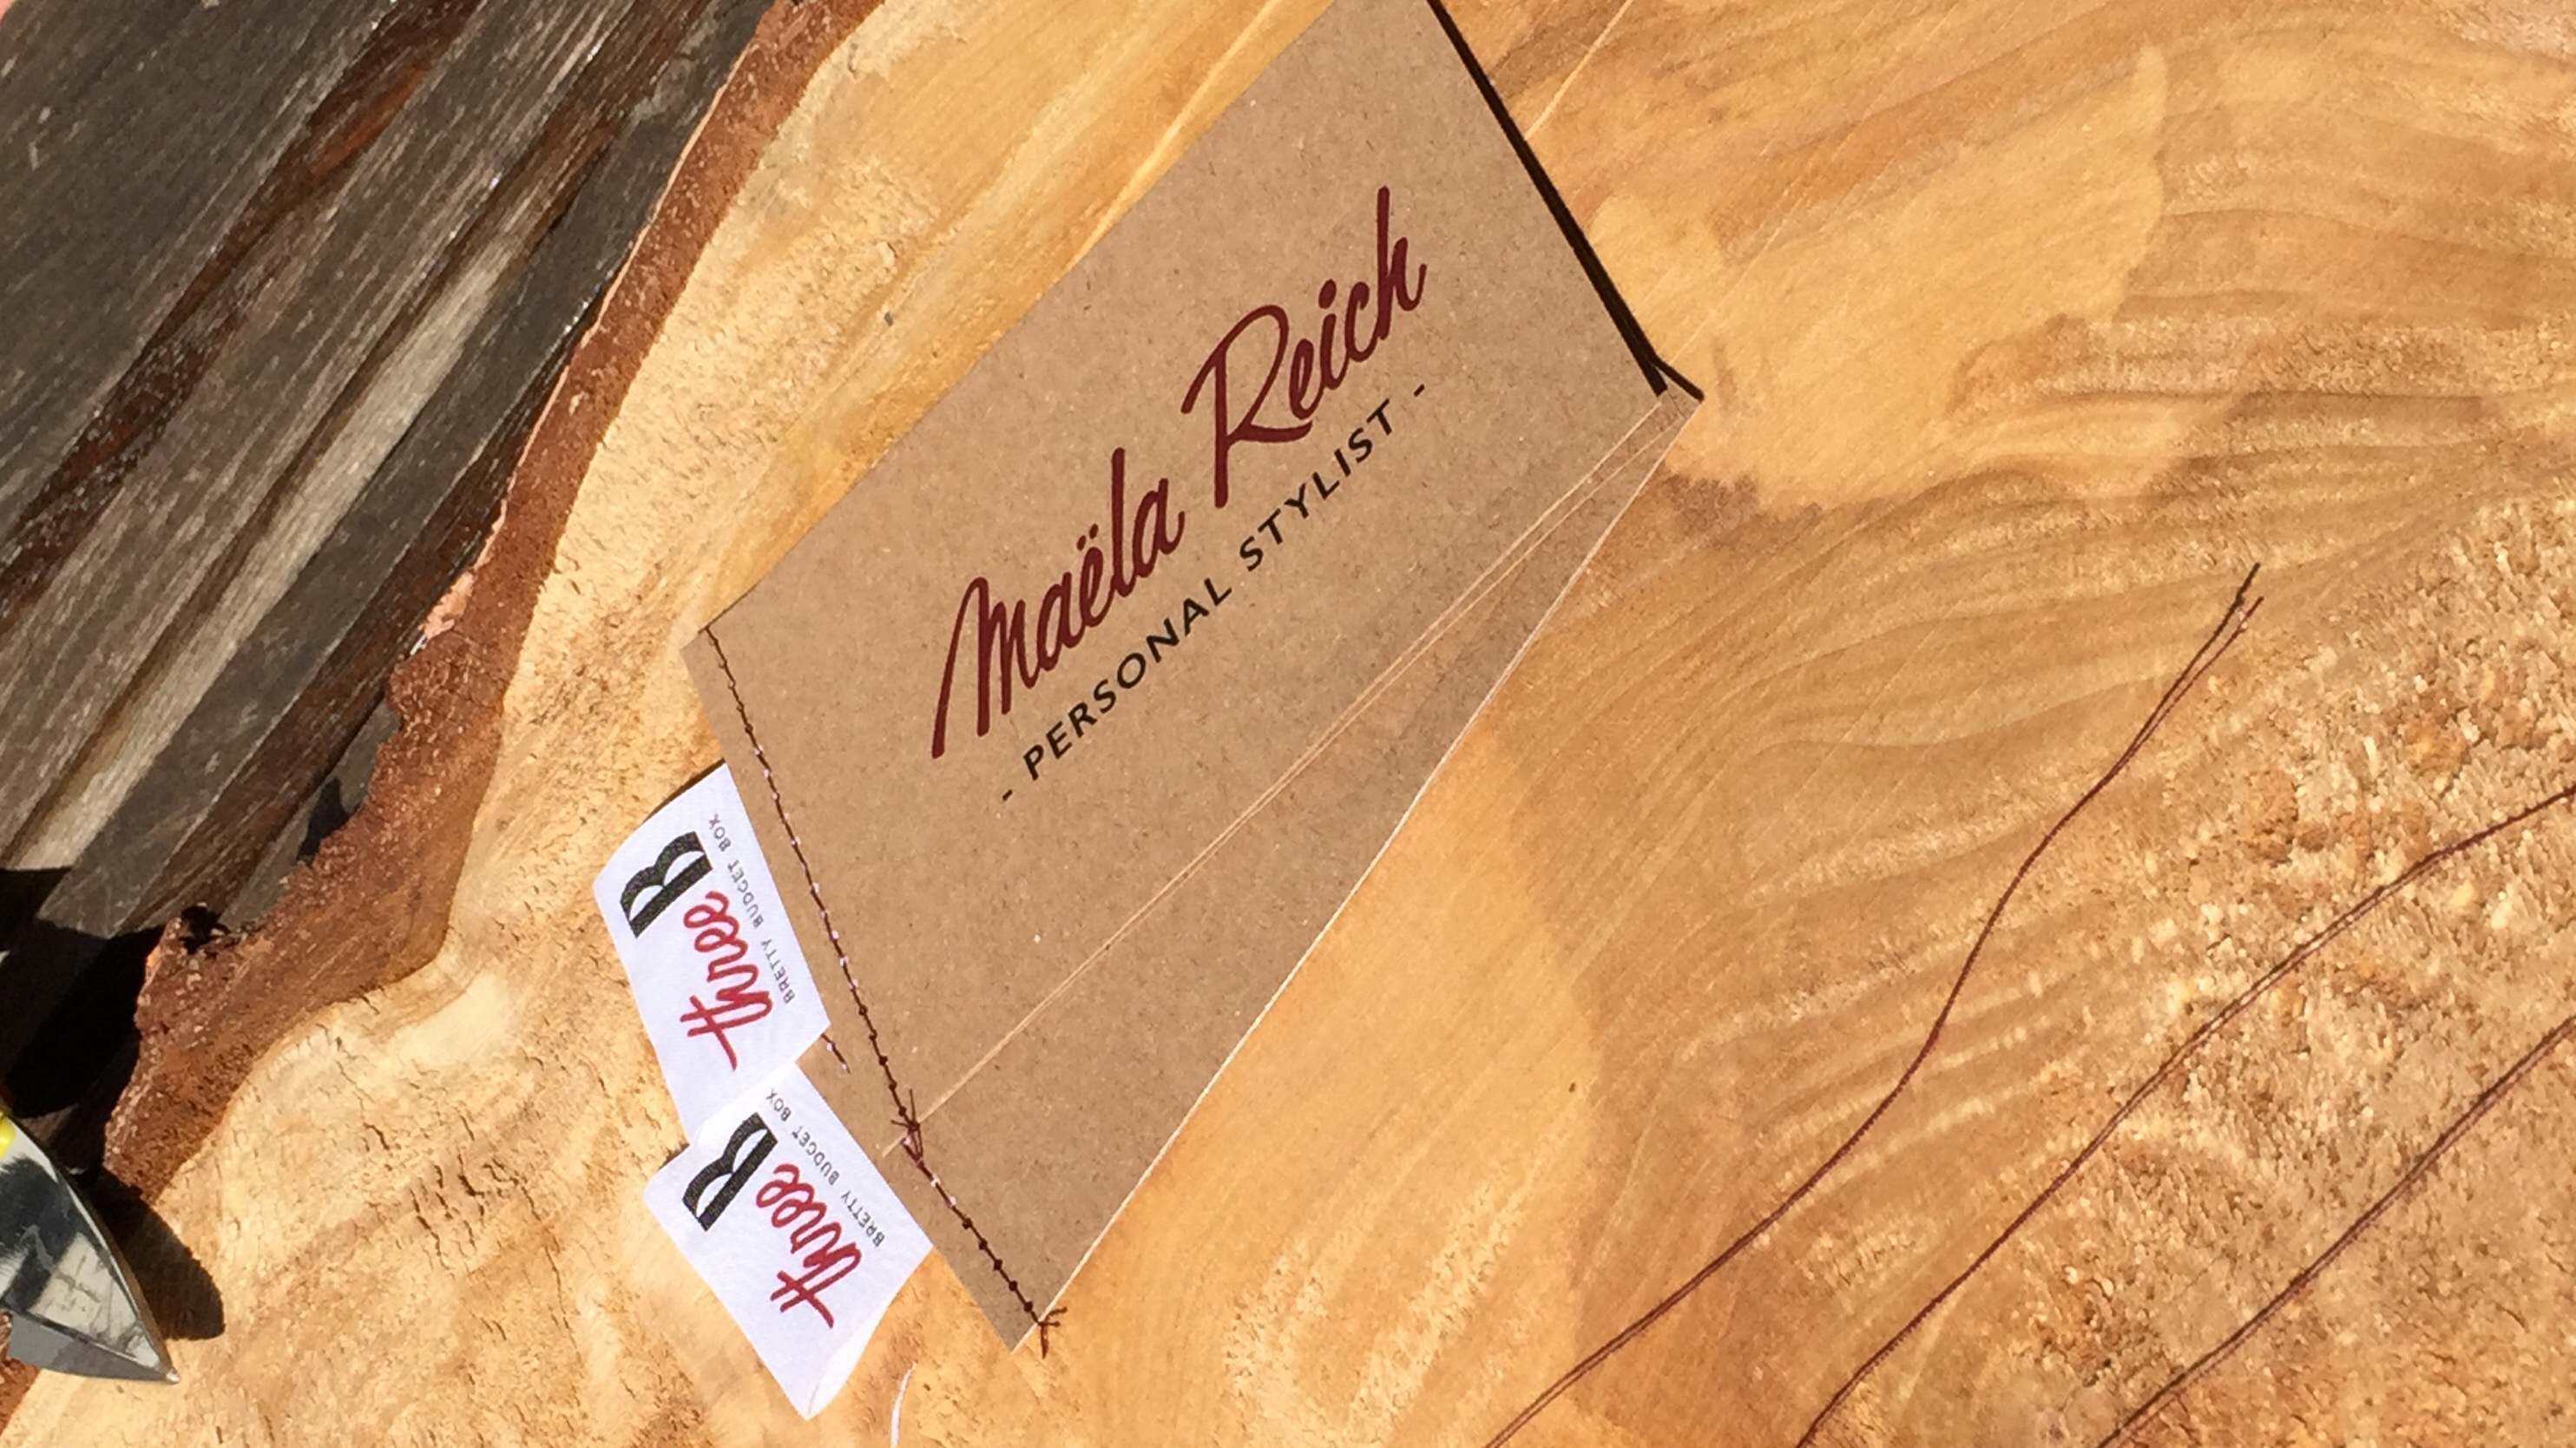 Maëla Reich
- PERSONAL STYLIST -
three B
BRETTY BUDGET BOX
three B
BRETTY BUDGET BOX